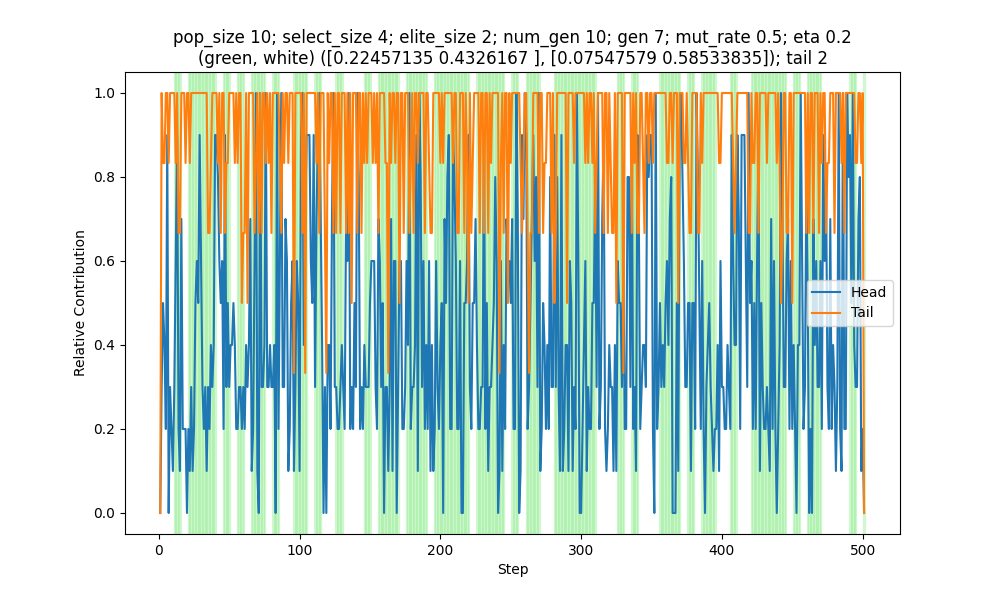 pop_size 10; select_size 4; elite_size 2; num_gen 10; gen 7; mut_rate 0.5; eta 0.2
(green, white) ([0.22457135 0.4326167 ], [0.07547579 0.58533835]); tail 2
1.0
0.8
0.6
0.4
0.2
0.0
Relative Contribution
Head
Tail
0
100
200
300
400
500
Step